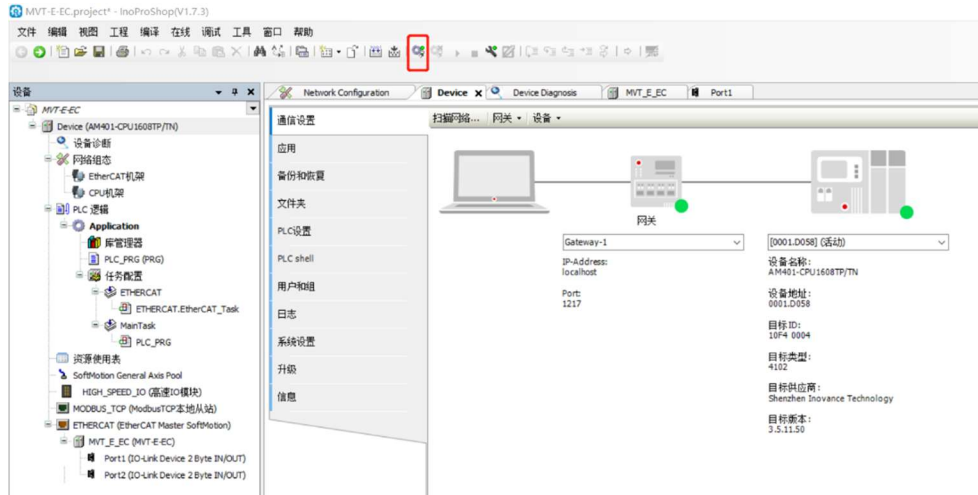 MVT-E-EC.project* - InoProShop(V1.7.3)
文件 编辑 视图 工程 编译 在线 调试 工具 窗口 帮助
设备
MVT-E-EC
Device (AM401-CPU1608TP/TN)
设备诊断
网络组态
EtherCAT机架
CPU机架
PLC 逻辑
Application
库管理器
PLC_PRG (PRG)
任务配置
ETHERCAT
ETHERCAT.EtherCAT_Task
MainTask
PLC_PRG
资源使用表
SoftMotion General Axis Pool
HIGH_SPEED_IO (高速IO模块)
MODBUS_TCP (ModbusTCP本地从站)
ETHERCAT (EtherCAT Master SoftMotion)
MVT_E_EC (MVT-E-EC)
Port1 (IO-Link Device 2 Byte IN/OUT)
Port2 (IO-Link Device 2 Byte IN/OUT)
Network Configuration Device Device Diagnosis MVT_E_EC Port1
通信设置
应用
备份和恢复
文件夹
PLC设置
PLC shell
用户和组
日志
系统设置
升级
信息
扫描网络... 网关 设备
网关
Gateway-1
IP-Address:
localhost
Port:
1217
[0001.D058] (活动)
设备名称:
AM401-CPU1608TP/TN
设备地址:
0001.D058
目标ID:
10F4 0004
目标类型:
4102
目标供应商:
Shenzhen Inovance Technology
目标版本:
3.5.11.50